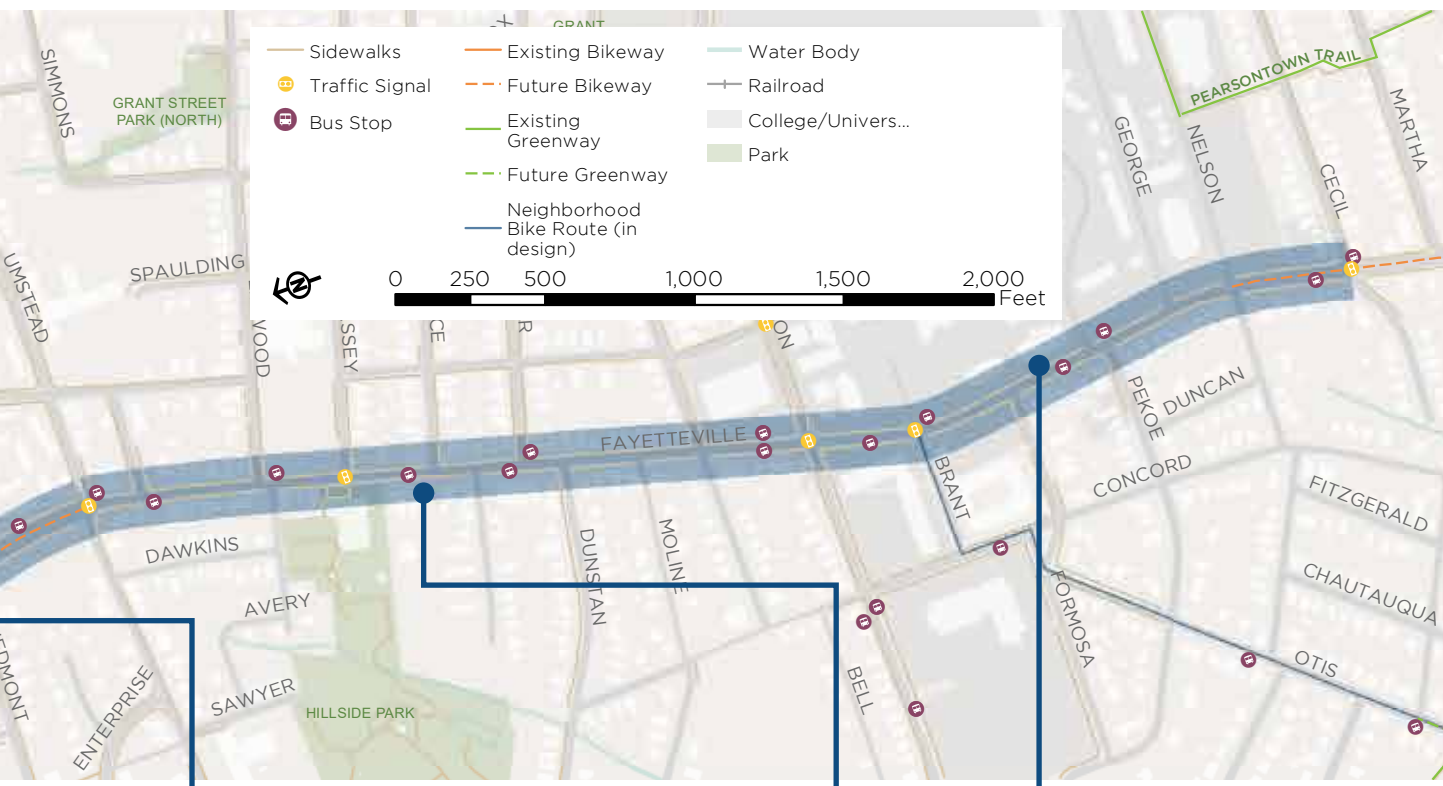 GRANT
Sidewalks
Traffic Signal
Bus Stop
Existing Bikeway
Future Bikeway
Existing
Greenway
Future Greenway
Neighborhood
Bike Route (in
design)
Water Body
Railroad
College/Univers...
Park
N
0 250 500 1,000 1,500 2,000
Feet
SIMMONS
GRANT STREET
PARK (NORTH)
PEARSONTOWN TRAIL
MARTHA
GEORGE
NELSON
CECIL
UMSTEAD
SPAULDING
VOOD
SSEY
CE
R
ON
FAYETTEVILLE
PEKOE
DUNCAN
BRANT
CONCORD
FITZGERALD
DAWKINS
DUNSTAN
MOLINE
CHAUTAUQUA
AVERY
FORMOSA
OTIS
EDMONT
ENTERPRISE
SAWYER
HILLSIDE PARK
BELL